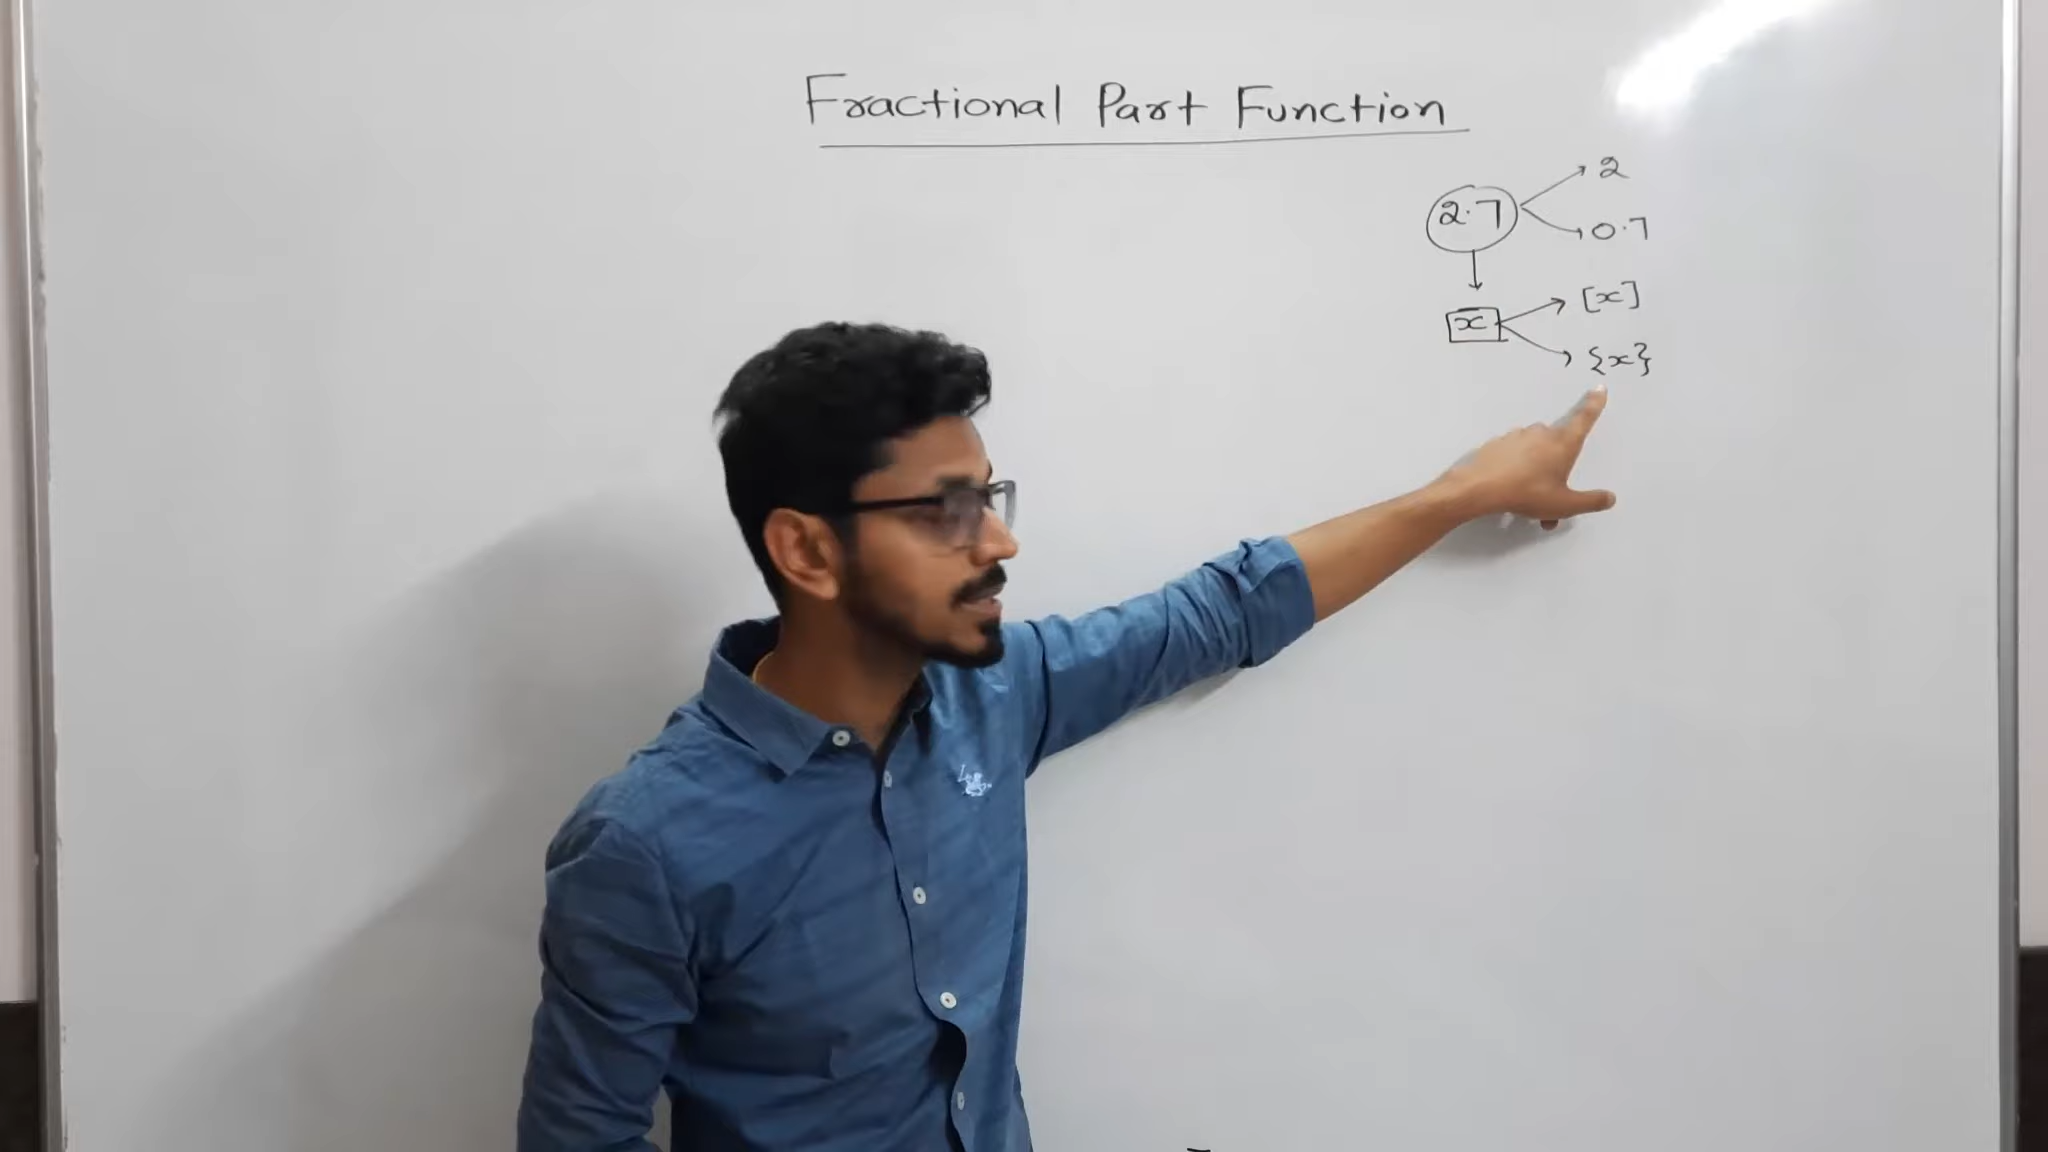 Fractional Part Function
2.7 → 2
→ 0.7
↓
x → [x]
→ {x}